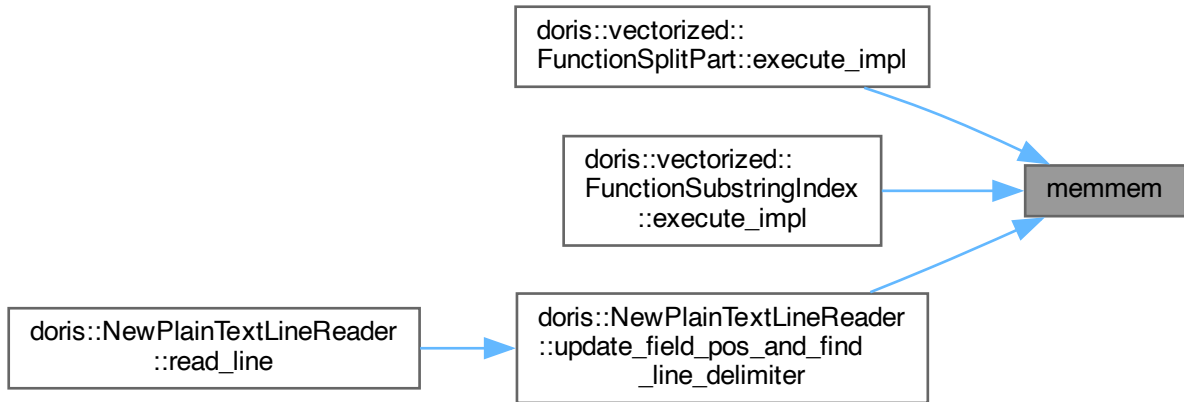 doris::vectorized::
FunctionSplitPart::execute_impl
doris::vectorized::
FunctionSubstringIndex
::execute_impl
memmem
doris::NewPlainTextLineReader
::read_line
doris::NewPlainTextLineReader
::update_field_pos_and_find
_line_delimiter